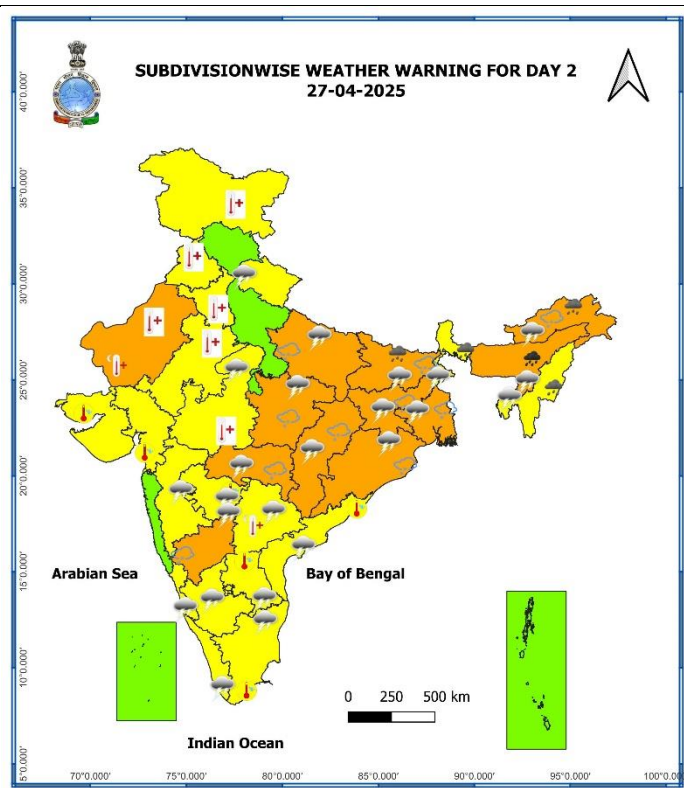 SUBDIVISIONWISE WEATHER WARNING FOR DAY 2
27-04-2025
40°0.000'
35°0.000'
30°0.000'
25°0.000'
20°0.000'
15°0.000'
10°0.000'
5°0.000'
Arabian Sea
Bay of Bengal
0 250 500 km
Indian Ocean
70°0.000' 75°0.000' 80°0.000' 85°0.000' 90°0.000' 95°0.000'